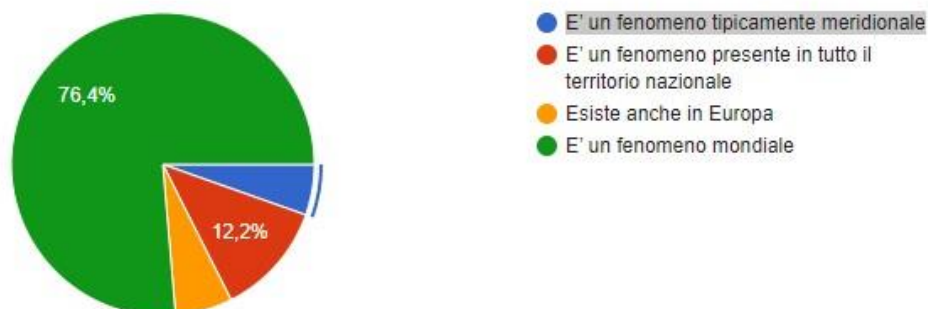 76,4%
12,2%
E' un fenomeno tipicamente meridionale
E' un fenomeno presente in tutto il
territorio nazionale
Esiste anche in Europa
E' un fenomeno mondiale